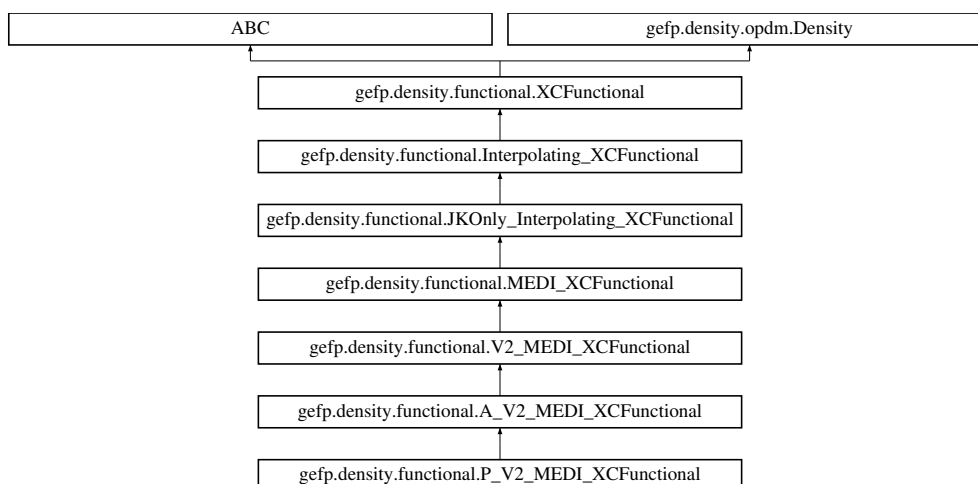 ABC
gefp.density.opdm.Density
gefp.density.functional.XCFunctional
gefp.density.functional.Interpolating_XCFunctional
gefp.density.functional.JKOnly_Interpolating_XCFunctional
gefp.density.functional.MEDI_XCFunctional
gefp.density.functional.V2_MEDI_XCFunctional
gefp.density.functional.A_V2_MEDI_XCFunctional
gefp.density.functional.P_V2_MEDI_XCFunctional